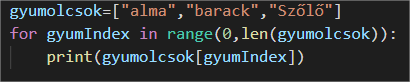 gyumolcsok=["alma","barack","Szőlő"]
for gyumIndex in range(0,len(gyumolcsok)):
    print(gyumolcsok[gyumIndex])